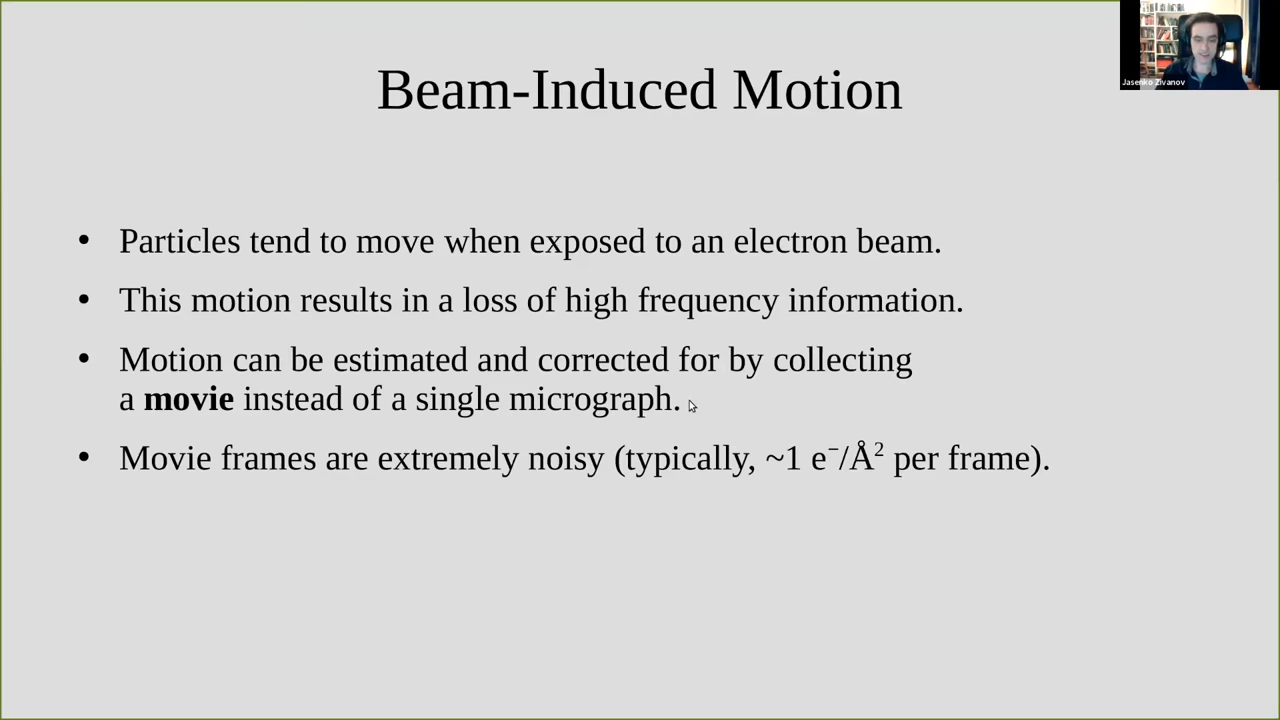 Jasenko Zivanov
Beam-Induced Motion
• Particles tend to move when exposed to an electron beam.
• This motion results in a loss of high frequency information.
• Motion can be estimated and corrected for by collecting
a movie instead of a single micrograph.
• Movie frames are extremely noisy (typically, ~1 e⁻/Å² per frame).